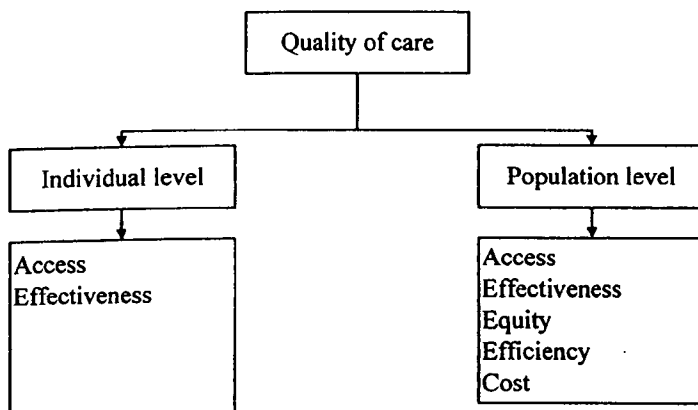 Quality of care
Individual level
Population level
Access
Effectiveness
Access
Effectiveness
Equity
Efficiency
Cost